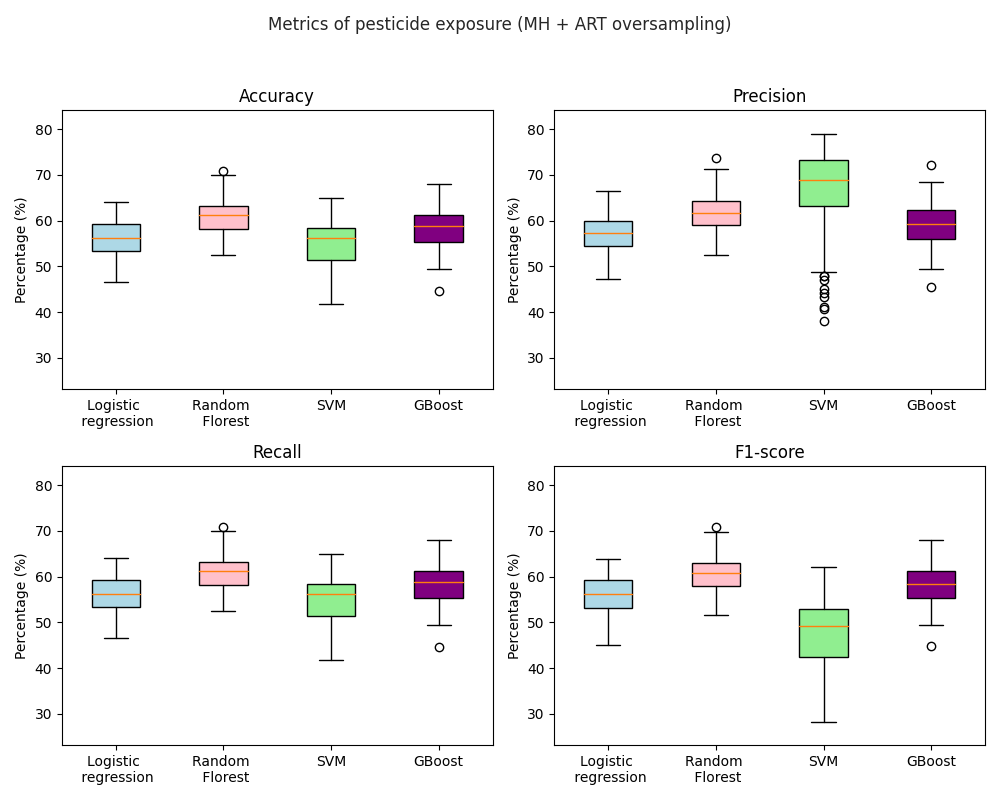 Metrics of pesticide exposure (MH + ART oversampling)
Accuracy
Percentage (%)
80
70
60
50
40
30
Logistic
regression
Random
Florest
SVM
GBoost
Precision
Percentage (%)
80
70
60
50
40
30
Logistic
regression
Random
Florest
SVM
GBoost
Recall
Percentage (%)
80
70
60
50
40
30
Logistic
regression
Random
Florest
SVM
GBoost
F1-score
Percentage (%)
80
70
60
50
40
30
Logistic
regression
Random
Florest
SVM
GBoost